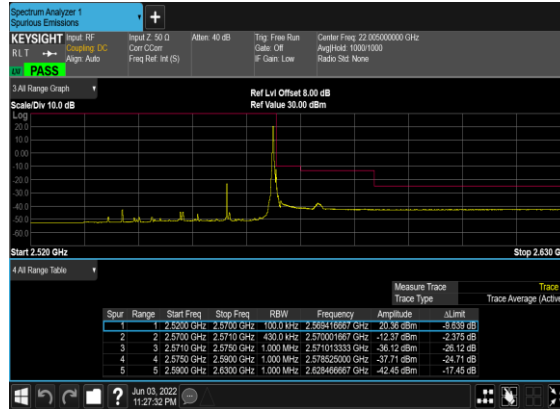 Spectrum Analyzer 1
Spurious Emissions
+
KEYSIGHT Input: RF Input Z: 50 Ω Atten: 40 dB Trig: Free Run Center Freq: 22.005000000 GHz
RLT Coupling: DC Corr CCorr Gate: Off Avg|Hold: 1000/1000
Align: Auto Freq Ref: Int (S) IF Gain: Low Radio Std: None
PASS
3 All Range Graph
Ref Lvl Offset 8.00 dB
Scale/Div 10.0 dB Ref Value 30.00 dBm
Log
20.0
10.0
0.00
-10.0
-20.0
-30.0
-40.0
-50.0
-60.0
Start 2.520 GHz Stop 2.630 G
4 All Range Table
Measure Trace Trace
Trace Type Trace Average (Active
Spur Range Start Freq Stop Freq RBW Frequency Amplitude ΔLimit
1 1 2.5200 GHz 2.5700 GHz 100.0 kHz 2.569416667 GHz 20.36 dBm -9.639 dB
2 2 2.5700 GHz 2.5710 GHz 430.0 kHz 2.570001667 GHz -12.37 dBm -2.375 dB
3 3 2.5710 GHz 2.5750 GHz 1.000 MHz 2.571013333 GHz -36.12 dBm -26.12 dB
4 4 2.5750 GHz 2.5900 GHz 1.000 MHz 2.578525000 GHz -37.71 dBm -24.71 dB
5 5 2.5900 GHz 2.6300 GHz 1.000 MHz 2.628466667 GHz -42.45 dBm -17.45 dB
? Jun 03, 2022
11:27:32 PM